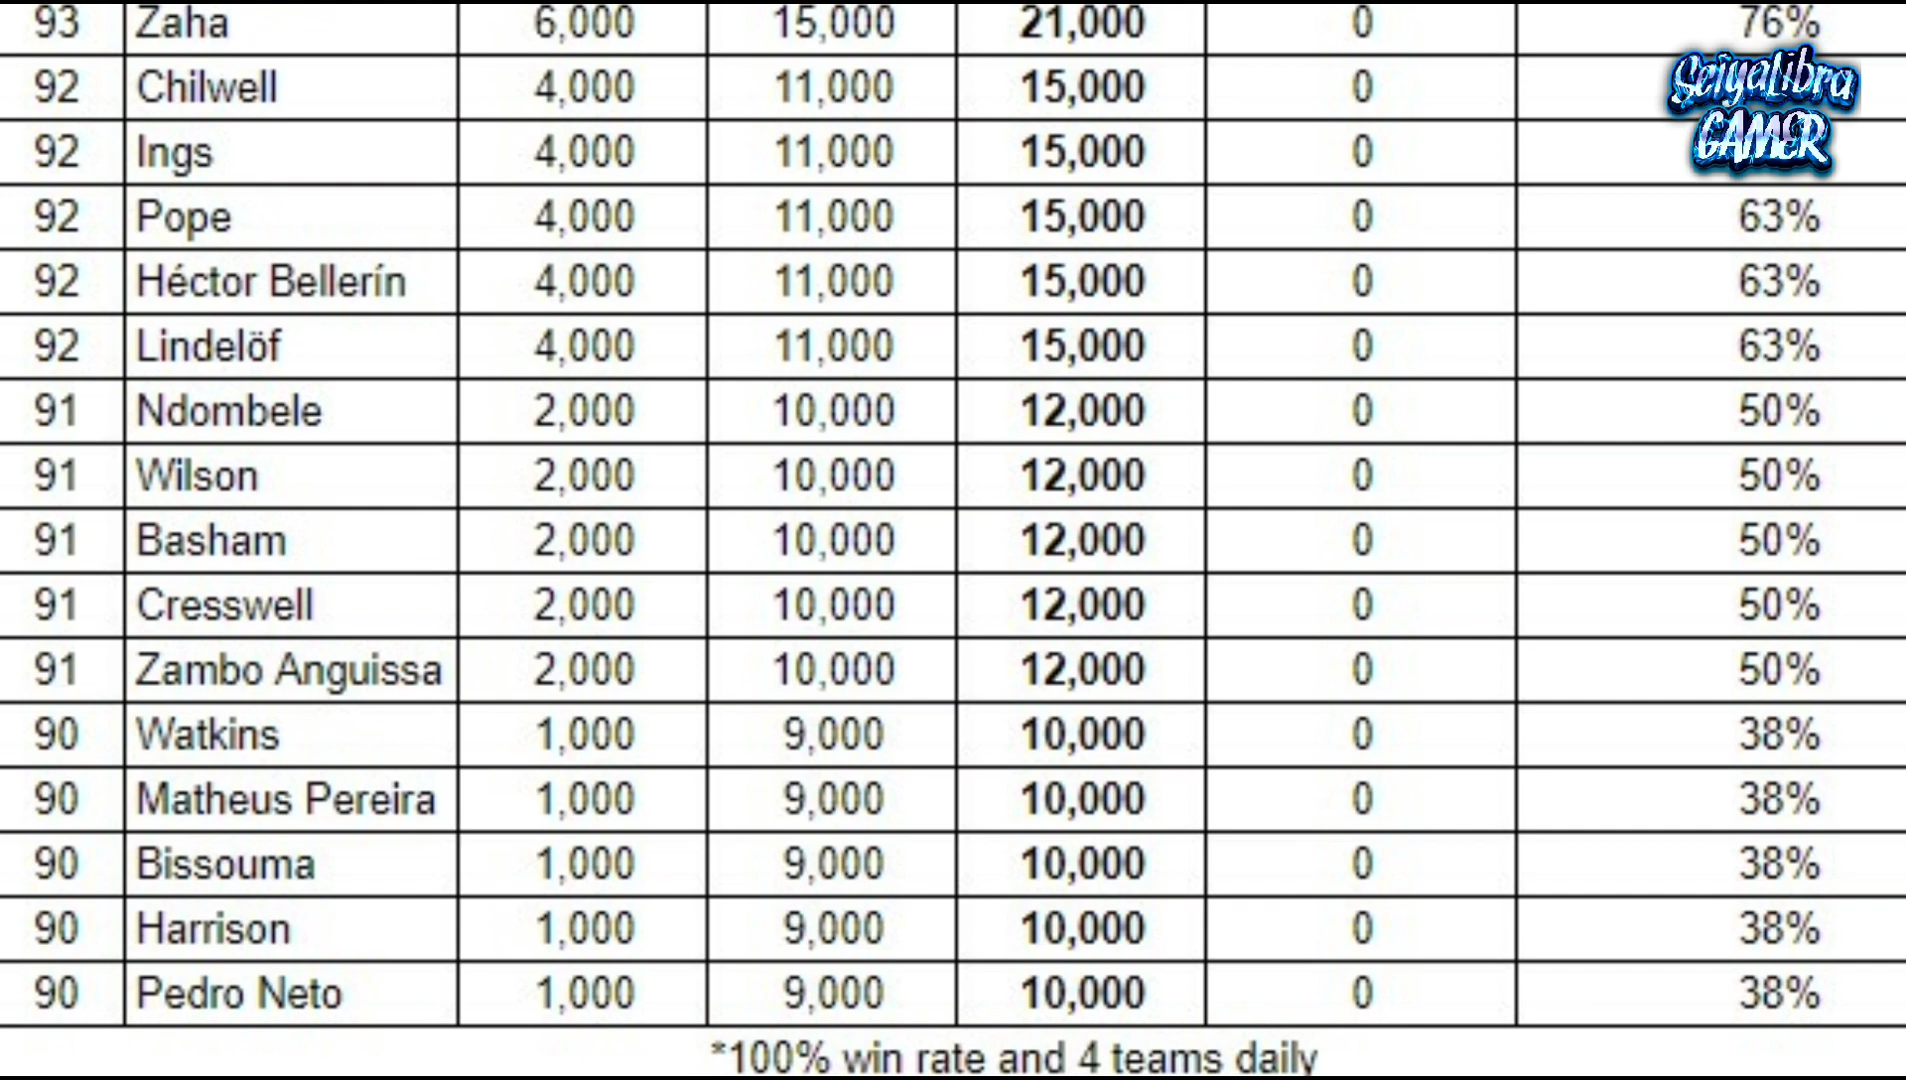 93 Zaha 6,000 15,000 21,000 0 76%
92 Chilwell 4,000 11,000 15,000 0
92 Ings 4,000 11,000 15,000 0
SeiyaLibra
GAMER
92 Pope 4,000 11,000 15,000 0 63%
92 Héctor Bellerín 4,000 11,000 15,000 0 63%
92 Lindelöf 4,000 11,000 15,000 0 63%
91 Ndombele 2,000 10,000 12,000 0 50%
91 Wilson 2,000 10,000 12,000 0 50%
91 Basham 2,000 10,000 12,000 0 50%
91 Cresswell 2,000 10,000 12,000 0 50%
91 Zambo Anguissa 2,000 10,000 12,000 0 50%
90 Watkins 1,000 9,000 10,000 0 38%
90 Matheus Pereira 1,000 9,000 10,000 0 38%
90 Bissouma 1,000 9,000 10,000 0 38%
90 Harrison 1,000 9,000 10,000 0 38%
90 Pedro Neto 1,000 9,000 10,000 0 38%
*100% win rate and 4 teams daily